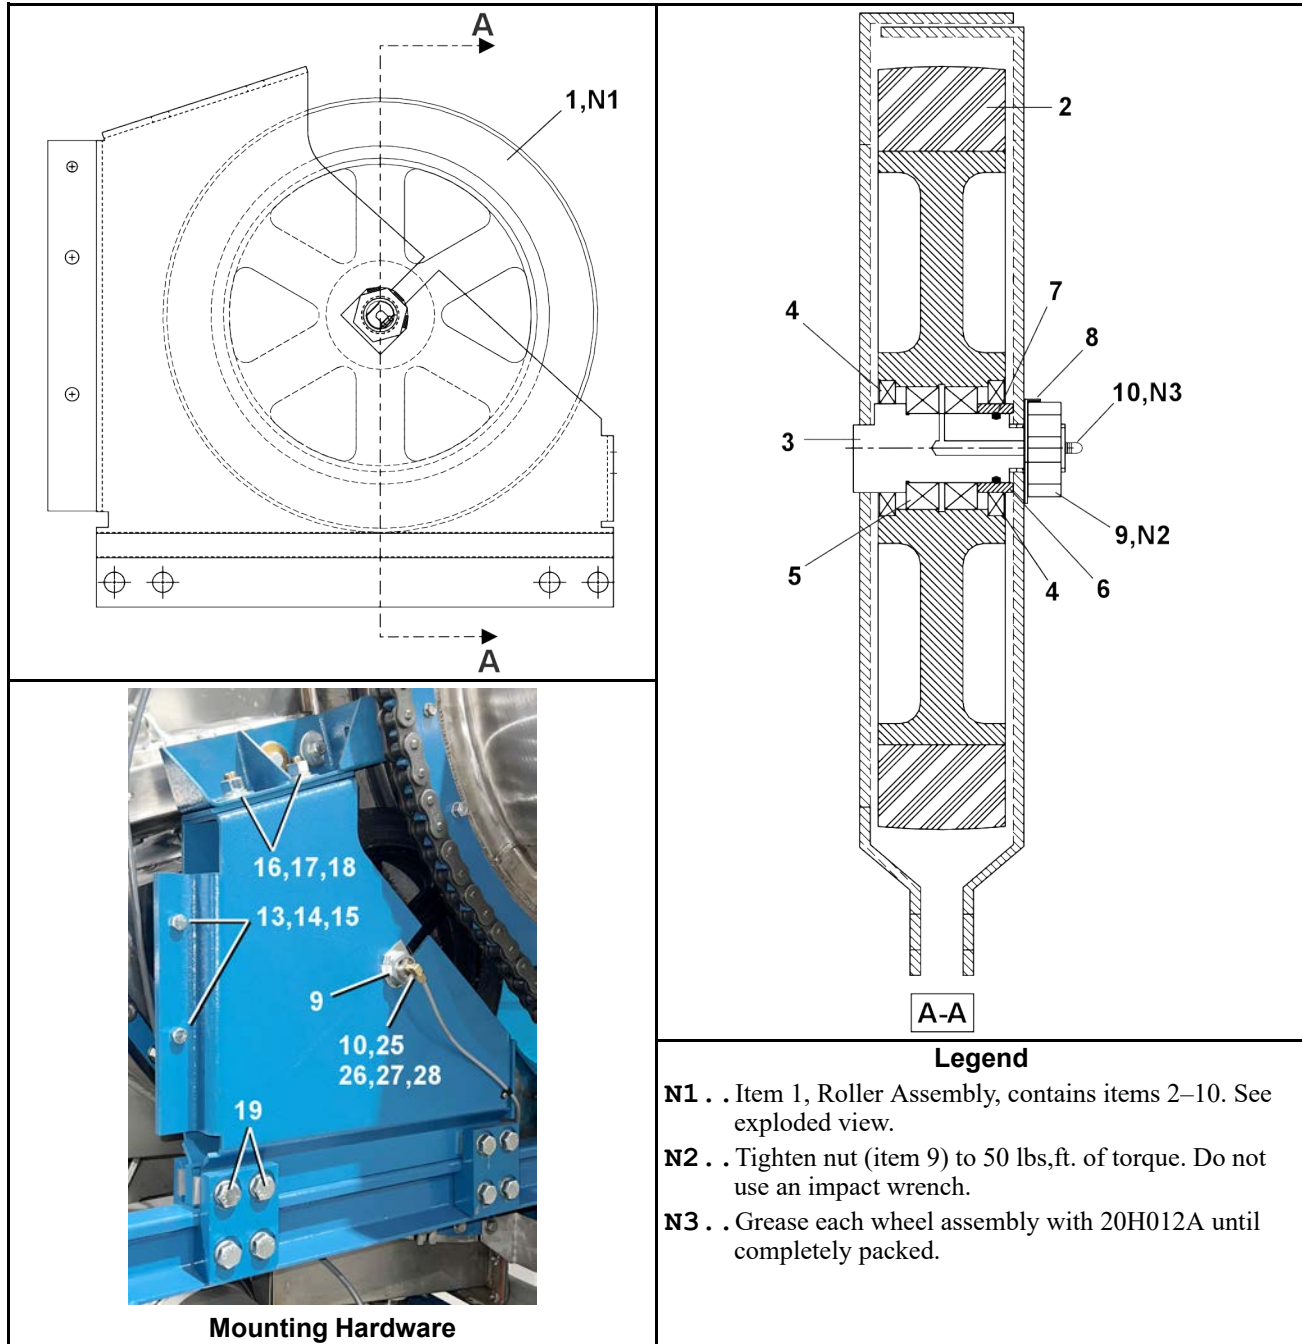 A
1,N1
A
2
7
4
8
10,N3
3
9,N2
5
4
6
A-A
16,17,18
13,14,15
9
10,25
26,27,28
19
Mounting Hardware
Legend
N1 . . Item 1, Roller Assembly, contains items 2–10. See
exploded view.
N2 . . Tighten nut (item 9) to 50 lbs,ft. of torque. Do not
use an impact wrench.
N3 . . Grease each wheel assembly with 20H012A until
completely packed.